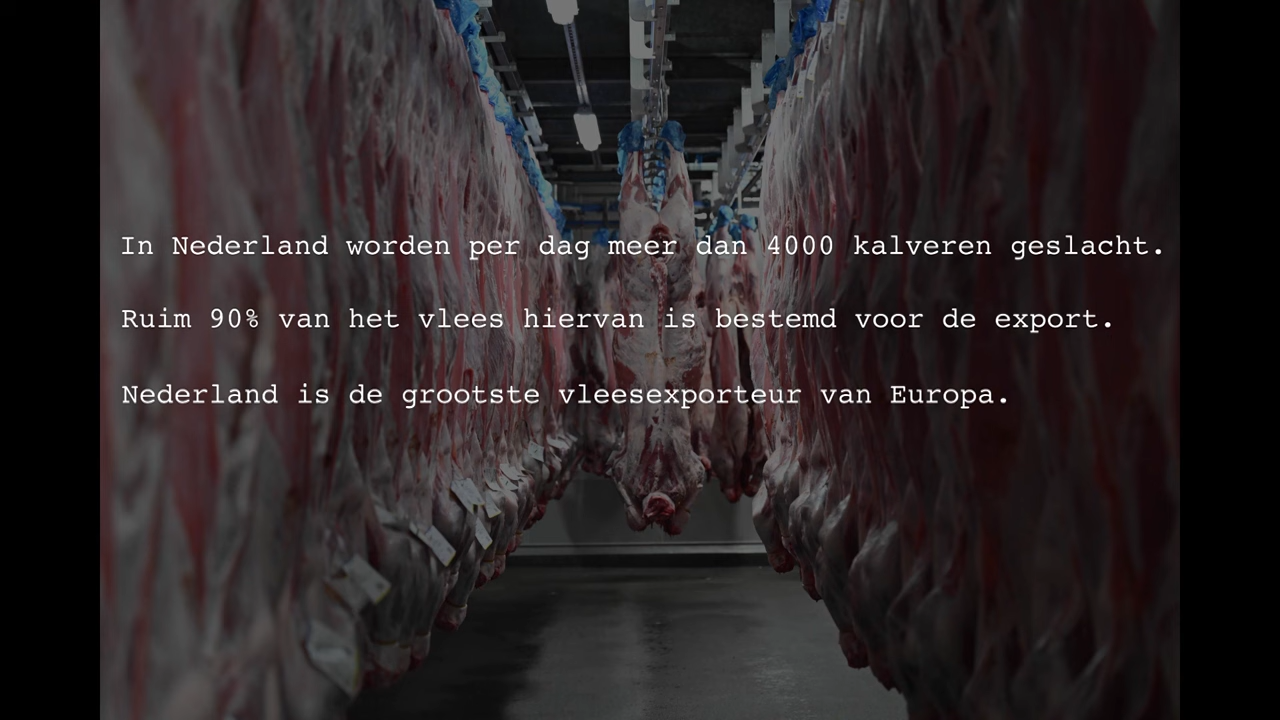 In Nederland worden per dag meer dan 4000 kalveren geslacht.
Ruim 90% van het vlees hiervan is bestemd voor de export.
Nederland is de grootste vleesexporteur van Europa.